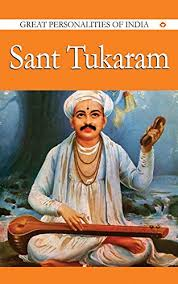 GREAT PERSONALITIES OF INDIA
Sant Tukaram